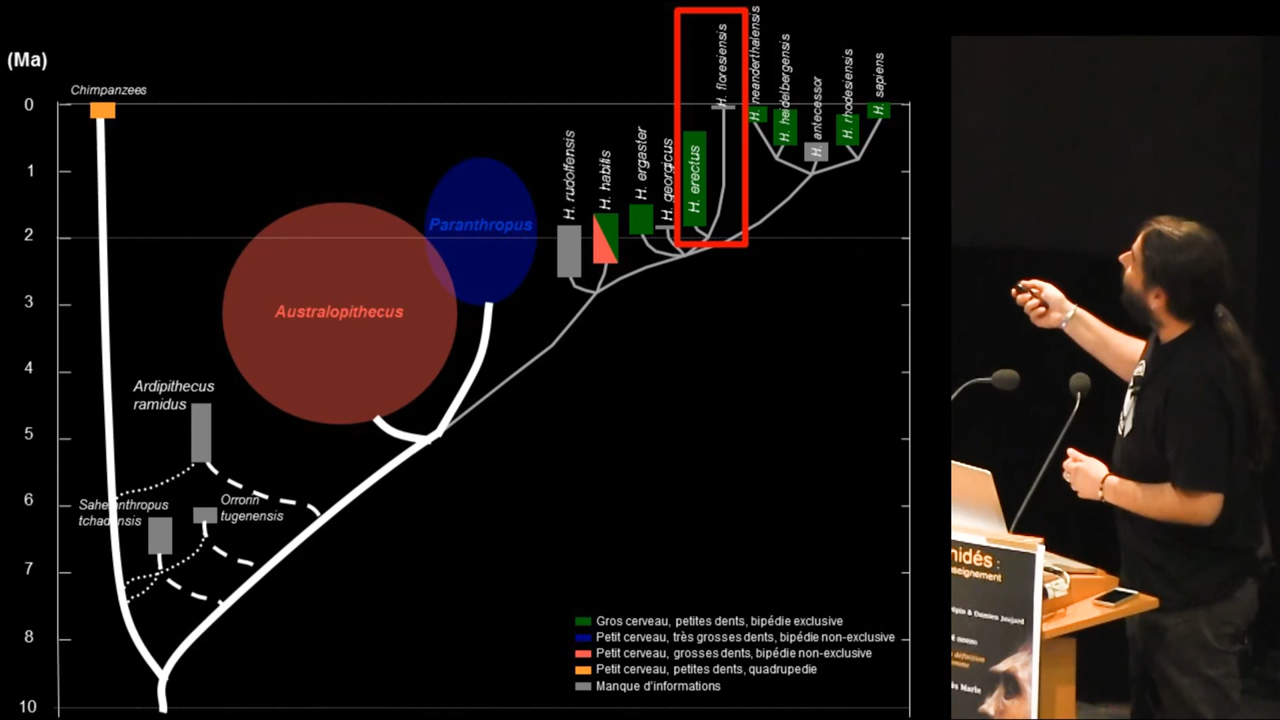 (Ma)
Chimpanzees
0
1
2
3
4
5
6
7
8
10
H. rudolfensis
H. habilis
H. ergaster
H. georgicus
H. erectus
H. floresiensis
H. neanderthalensis
H. heidelbergensis
H. antecessor
H. rhodesiensis
H. sapiens
Paranthropus
Australopithecus
Ardipithecus
ramidus
Sahelanthropus
tchadensis
Orrorin
tugenensis
Gros cerveau, petites dents, bipédie exclusive
Petit cerveau, très grosses dents, bipédie non-exclusive
Petit cerveau, grosses dents, bipédie non-exclusive
Petit cerveau, petites dents, quadrupedie
Manque d'informations
nidés :
seignement
& Damien